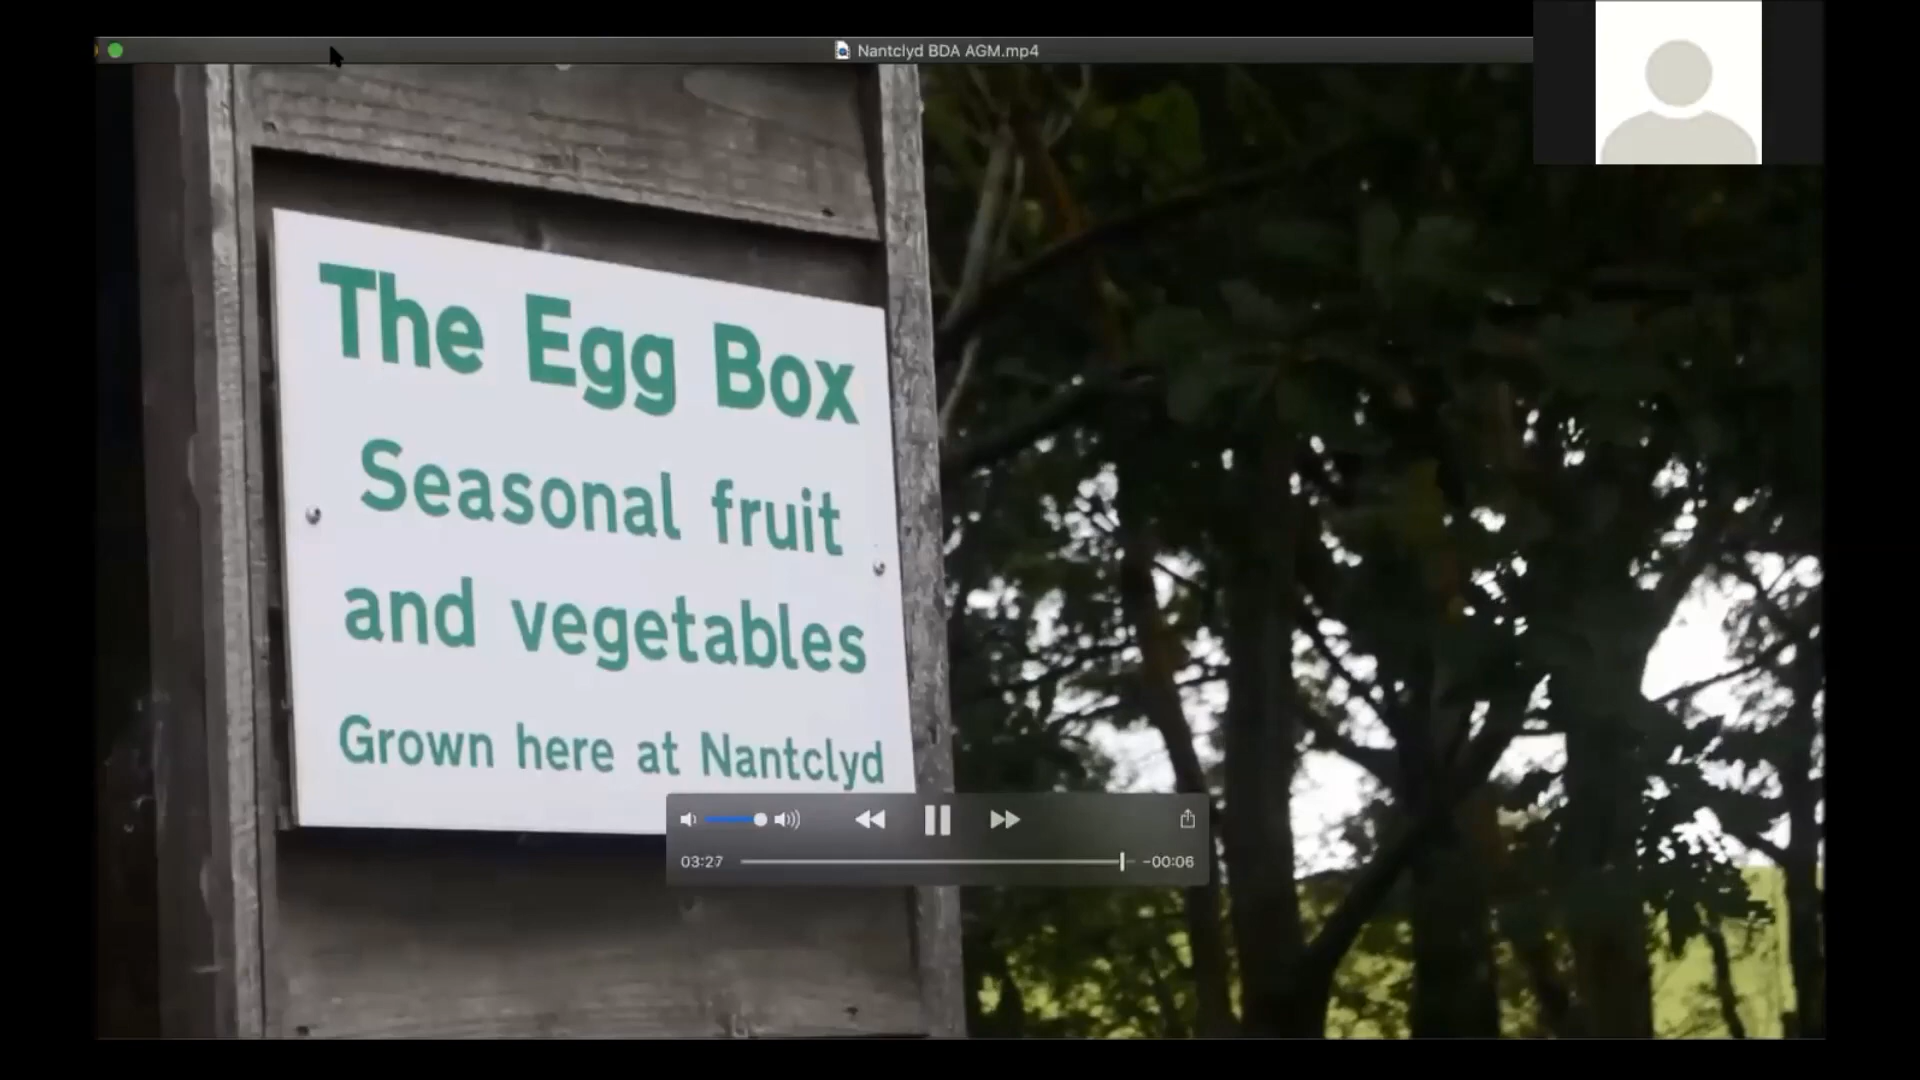 Nantclyd BDA AGM.mp4
The Egg Box
Seasonal fruit
and vegetables
Grown here at Nantclyd
03:27
-00:06